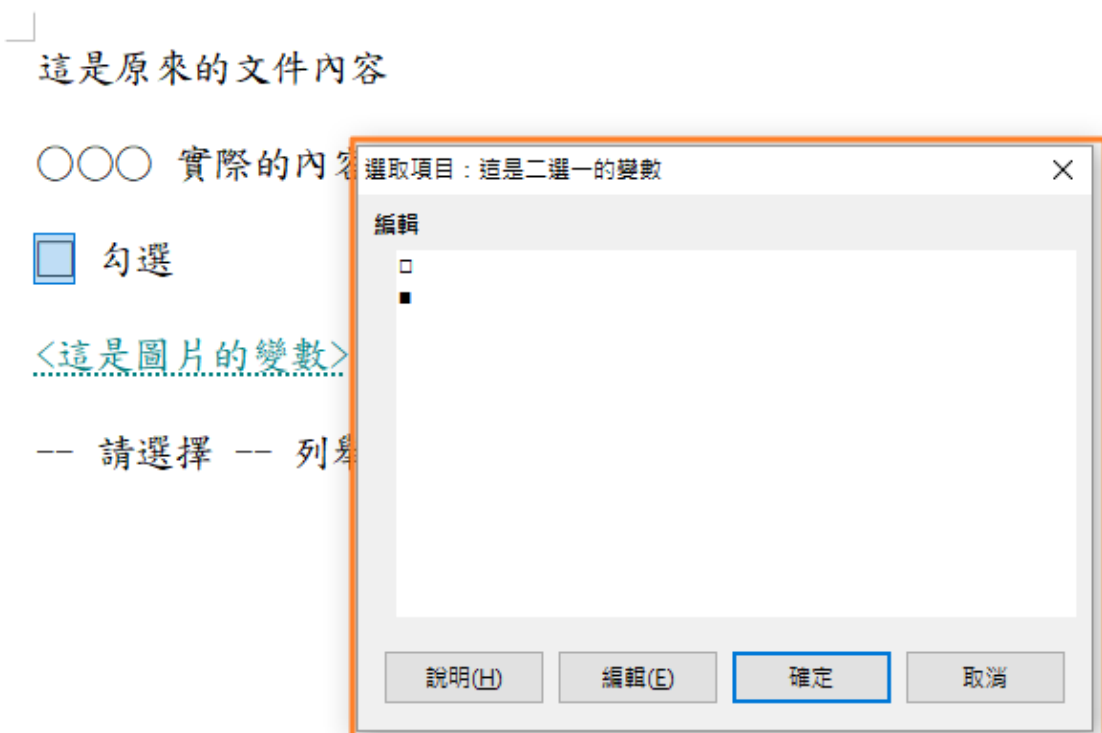 這是原來的文件內容
○○○ 實際的內容
選取項目：這是二選一的變數
編輯
□
■
□ 勾選
<這是圖片的變數>
-- 請選擇 -- 列
說明(H) 編輯(E) 確定 取消